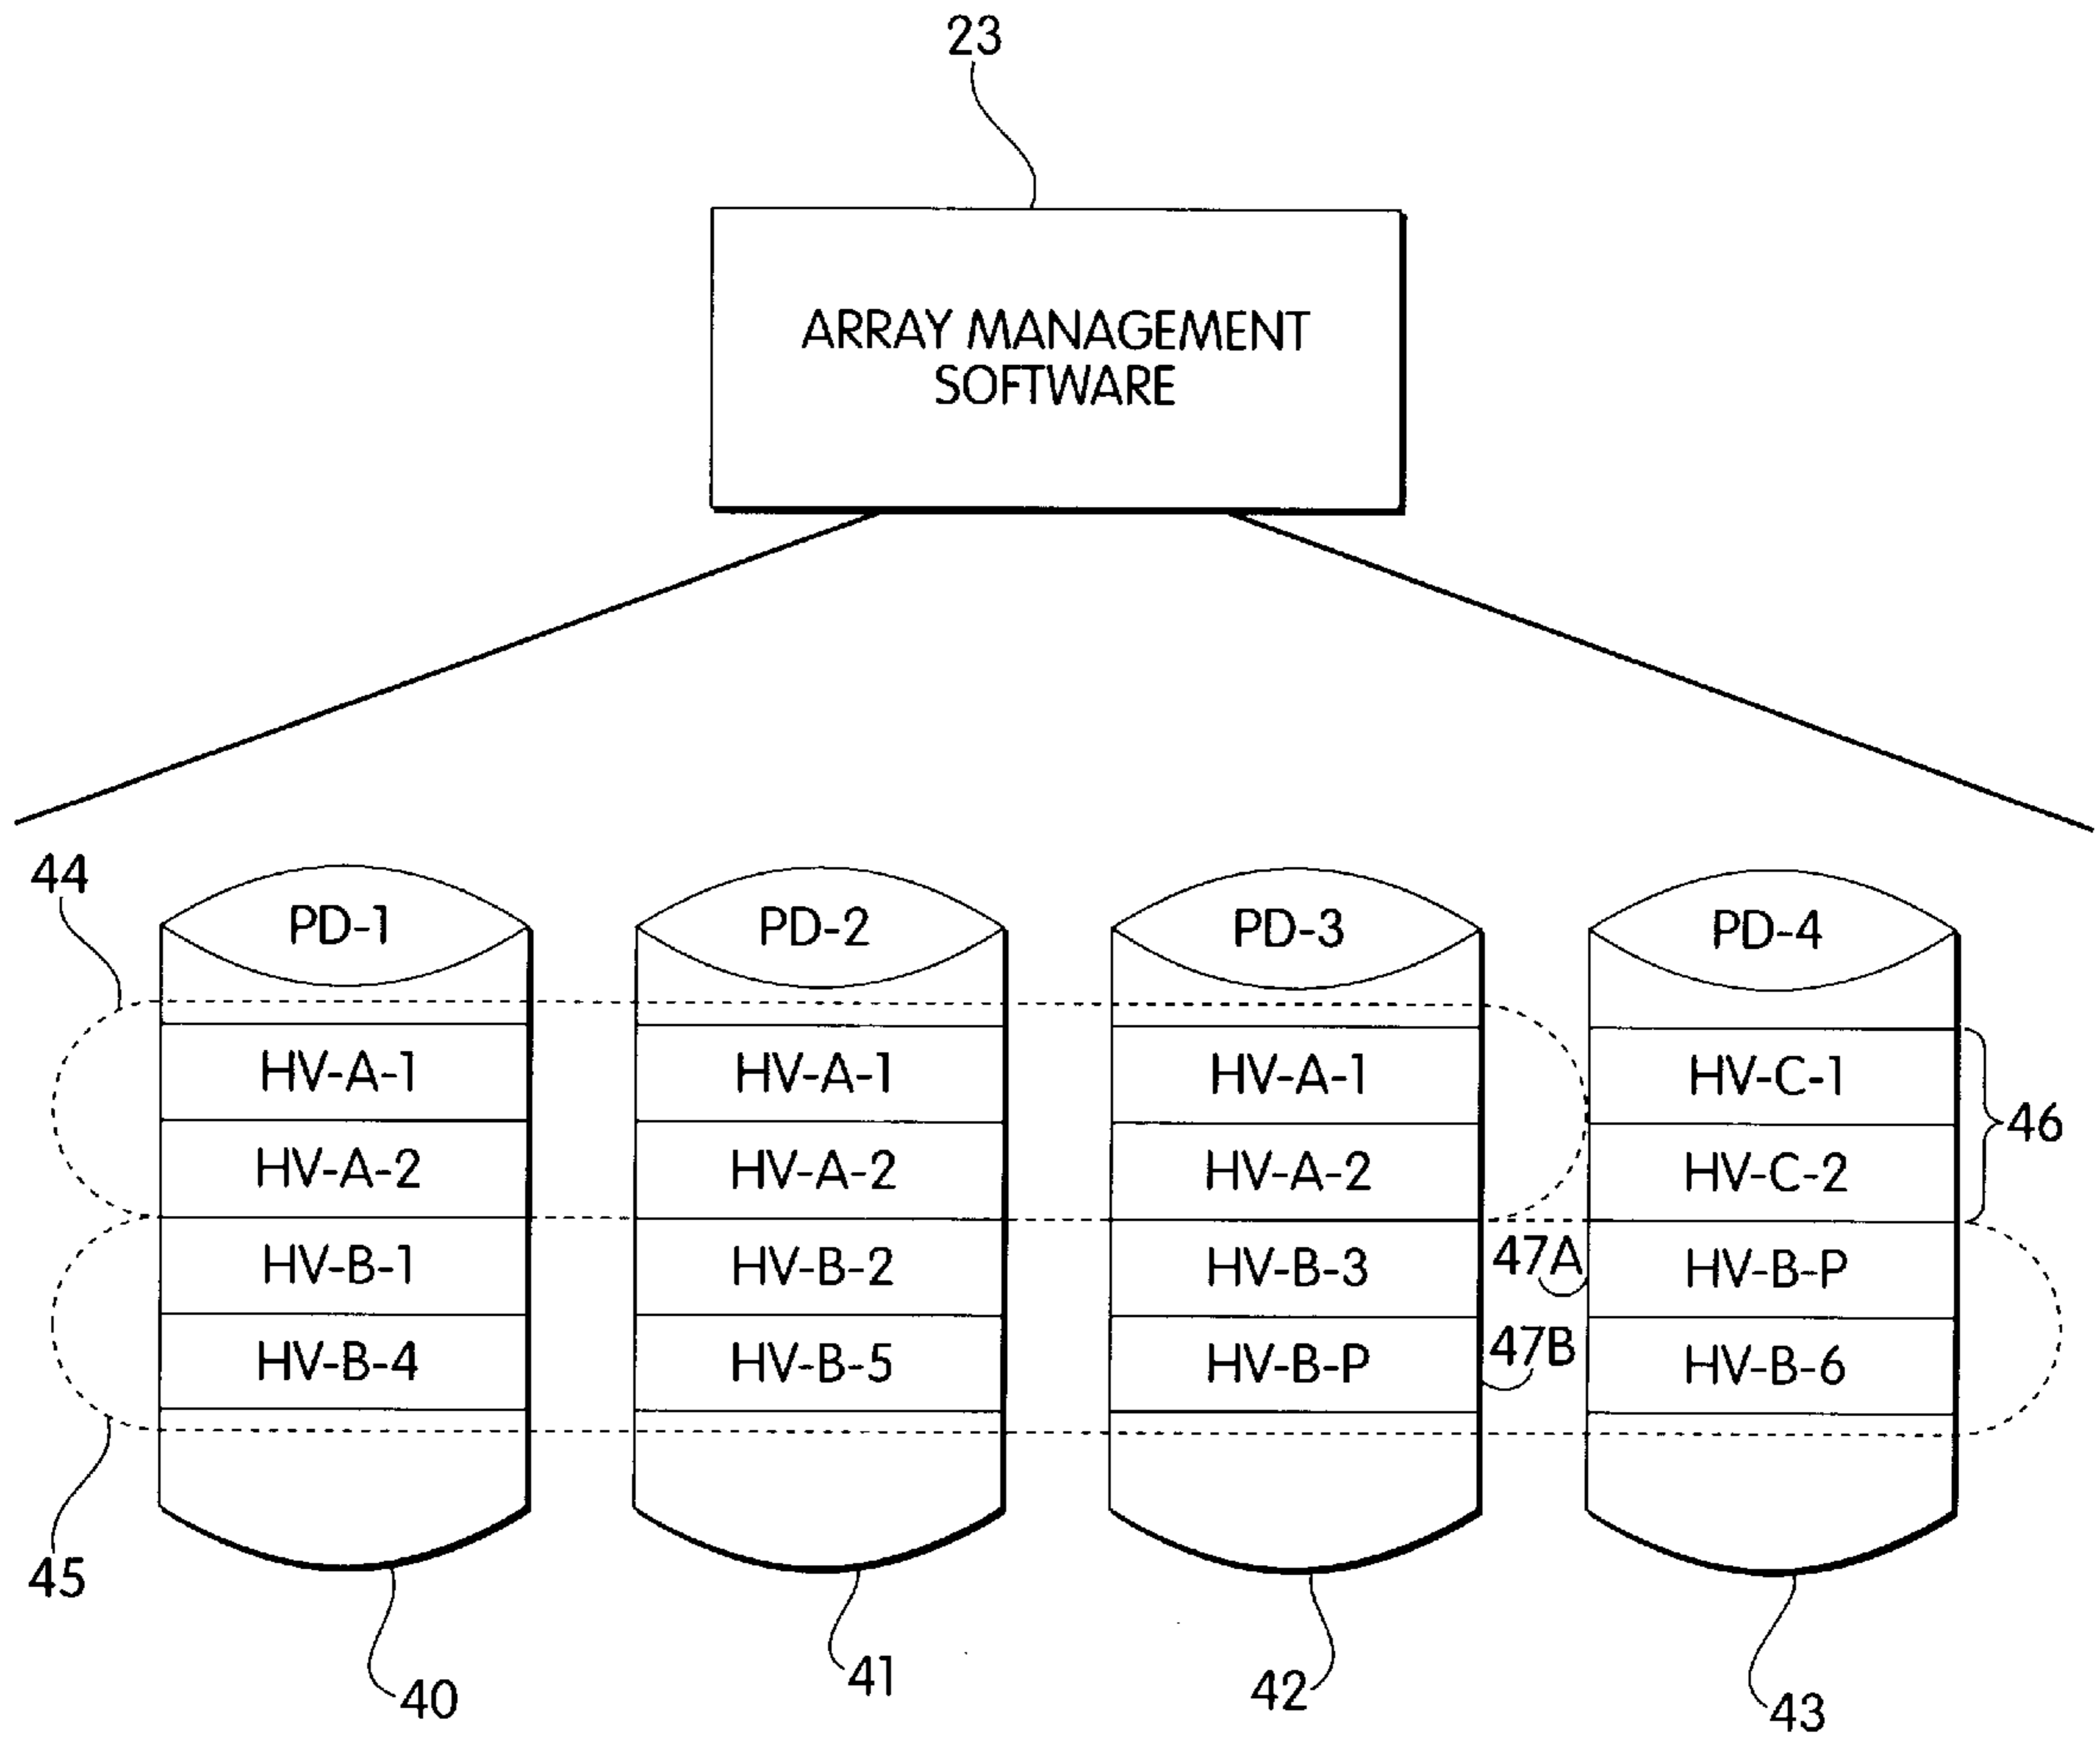 23
ARRAY MANAGEMENT
SOFTWARE
44
PD-1 PD-2 PD-3 PD-4
HV-A-1 HV-A-1 HV-A-1 HV-C-1
46
HV-A-2 HV-A-2 HV-A-2 HV-C-2
HV-B-1 HV-B-2 HV-B-3 47A HV-B-P
HV-B-4 HV-B-5 HV-B-P 47B HV-B-6
45
40 41 42 43